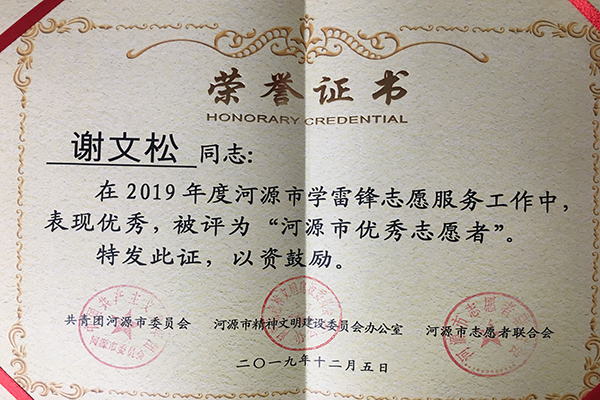 荣誉证书
HONORARY CREDENTIAL
谢文松 同志:
在 2019 年度河源市学雷锋志愿服务工作中,
表现优秀，被评为“河源市优秀志愿者”。
特发此证，以资鼓励。
共青团河源市委员会 河源市精神文明建设委员会办公室 河源市志愿者联合会
二〇一九年十二月五日